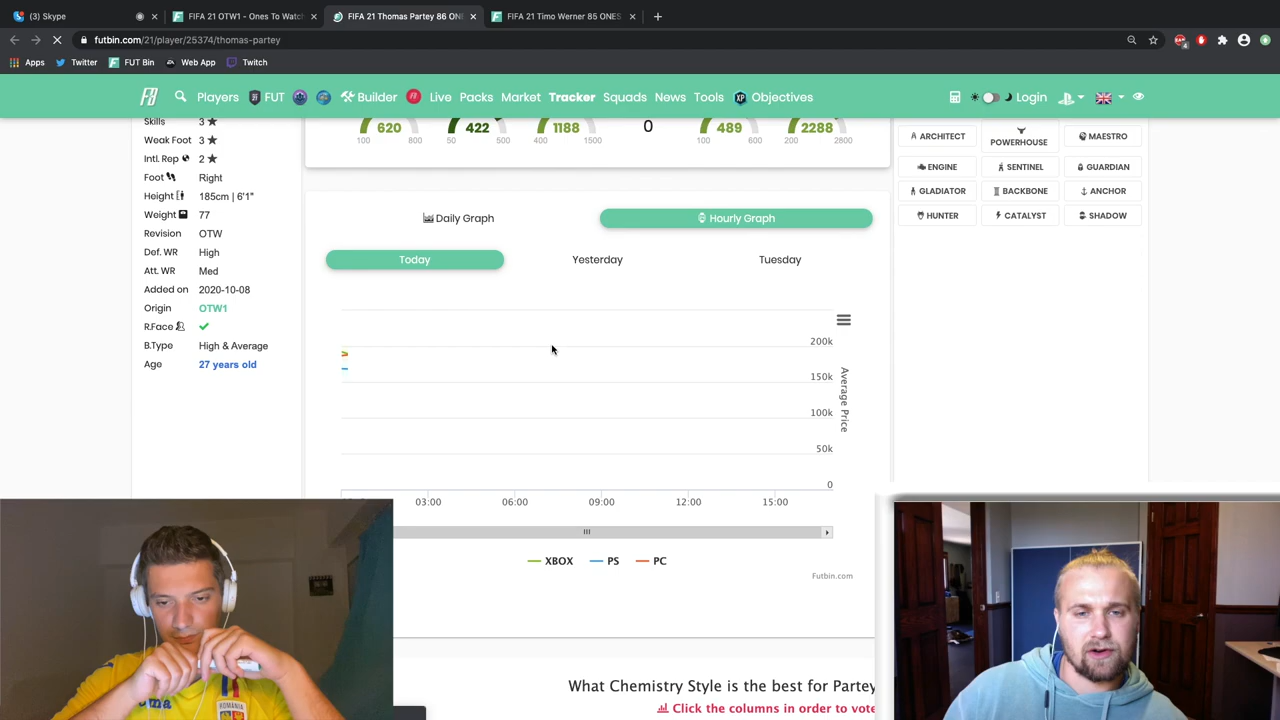 (3) Skype
FIFA 21 OTW1 - Ones To Watch
FIFA 21 Thomas Partey 86 ONE
FIFA 21 Timo Werner 85 ONES
futbin.com/21/player/25374/thomas-partey
Apps
Twitter
FUT Bin
Web App
Twitch
Players
FUT
Builder
Live
Packs
Market
Tracker
Squads
News
Tools
XP
Objectives
Login
Skills 3
Weak Foot 3
Intl. Rep 2
Foot Right
Height 185cm | 6'1"
Weight 77
Revision OTW
Def. WR High
Att. WR Med
Added on 2020-10-08
Origin OTW1
R.Face
B.Type High & Average
Age 27 years old
620 422 1188 0 489 2288
100 800 50 500 400 1500 100 600 200 2800
Daily Graph
Hourly Graph
Today
Yesterday
Tuesday
200k
150k
100k
50k
0
Average Price
03:00 06:00 09:00 12:00 15:00
XBOX PS PC
Futbin.com
What Chemistry Style is the best for Partey
Click the columns in order to vote
ARCHITECT
POWERHOUSE
MAESTRO
ENGINE
SENTINEL
GUARDIAN
GLADIATOR
BACKBONE
ANCHOR
HUNTER
CATALYST
SHADOW
ROMANIA